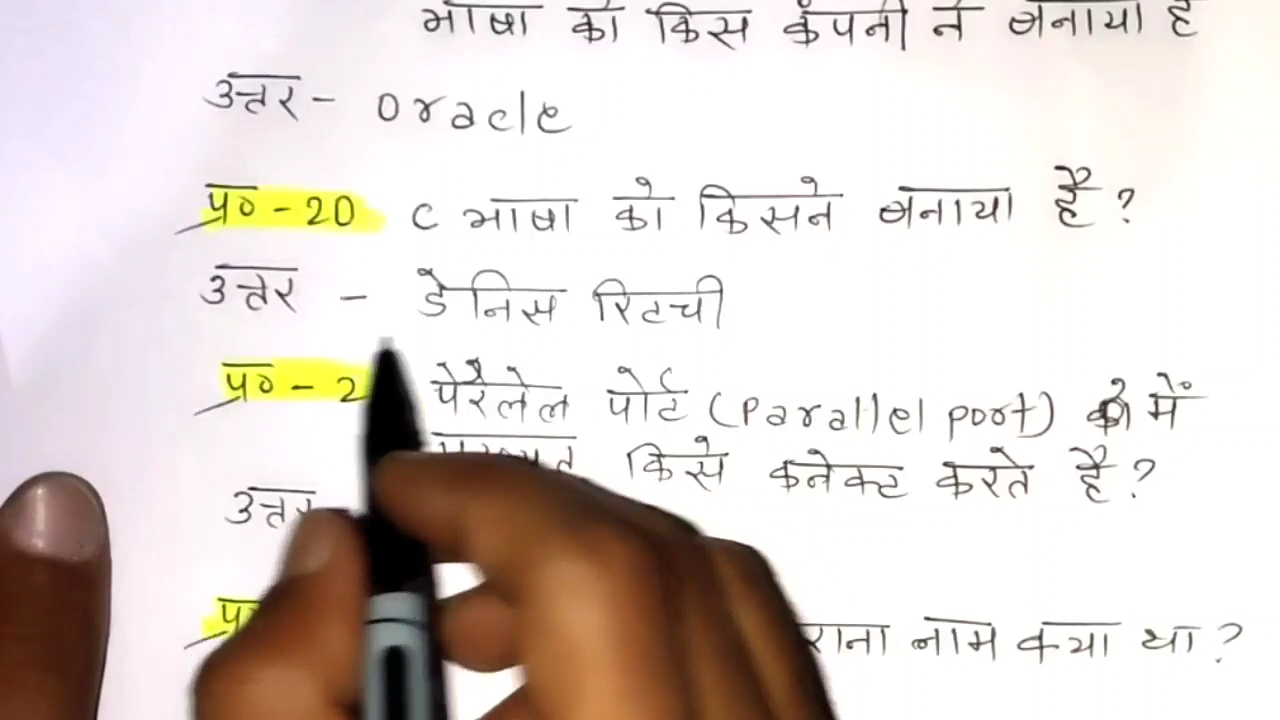 भाषा को किस कंपनी ने बनाया है
उत्तर - oracle
प्र० - 20 C भाषा को किसने बनाया है ?
उत्तर - डेनिस रिटची
प्र० - 2 पेरैलेल पोर्ट (Parallel port) को में
किसे कनेक्ट करते है ?
उत्तर
नाम क्या था ?